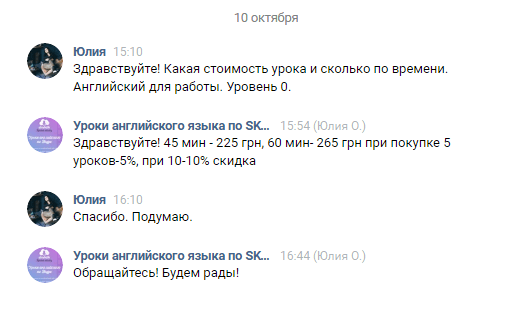 10 октября
Юлия 15:10
Здравствуйте! Какая стоимость урока и сколько по времени.
Английский для работы. Уровень 0.
Уроки английского языка по SK... 15:54 (Юлия О.)
Здравствуйте! 45 мин - 225 грн, 60 мин- 265 грн при покупке 5
уроков-5%, при 10-10% скидка
Юлия 16:10
Спасибо. Подумаю.
Уроки английского языка по SK... 16:44 (Юлия О.)
Обращайтесь! Будем рады!